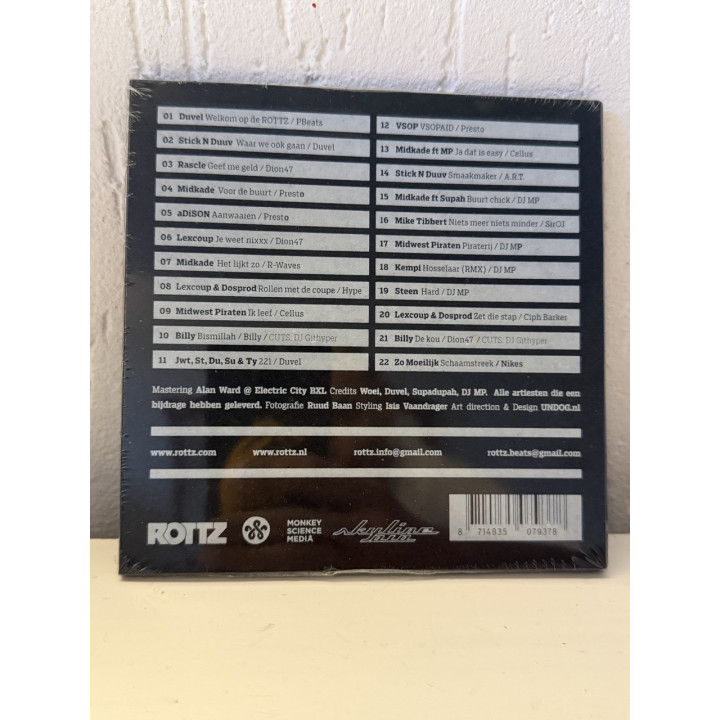 01 Duvel Welkom op de ROTTZ / PBeats
02 Stick N Duuv Waar we ook gaan / Duvel
03 Rascle Geef me geld / Dion47
04 Midkade Voor de buurt / Presto
05 aDiSON Aanwaaien / Presto
06 Lexcoup Je weet nixxx / Dion47
07 Midkade Het lijkt zo / R-Waves
08 Lexcoup & Dosprod Rollen met de coupe / Hype
09 Midwest Piraten Ik leef / Cellus
10 Billy Bismillah / Billy / CUTS. DJ Githyper
11 Jwt, St, Du, Su & Ty 221 / Duvel
12 VSOP VSOPAID / Presto
13 Midkade ft MP Ja dat is easy / Cellus
14 Stick N Duuv Smaakmaker / A.R.T.
15 Midkade ft Supah Buurt chick / DJ MP
16 Mike Tibbert Niets meer niets minder / SirOJ
17 Midwest Piraten Piraterij / DJ MP
18 Kempi Hosselaar (RMX) / DJ MP
19 Steen Hard / DJ MP
20 Lexcoup & Dosprod Zet die stap / Ciph Barker
21 Billy De kou / Dion47 / CUTS. DJ Githyper
22 Zo Moeilijk Schaamstreek / Nikes
Mastering Alan Ward @ Electric City BXL Credits Woei, Duvel, Supadupah, DJ MP. Alle artiesten die een
bijdrage hebben geleverd. Fotografie Ruud Baan Styling Isis Vaandrager Art direction & Design UNDOG.nl
www.rottz.com www.rottz.nl rottz.info@gmail.com rottz.beats@gmail.com
ROTTZ
MONKEY
SCIENCE
MEDIA
skyline
8 714835 079378